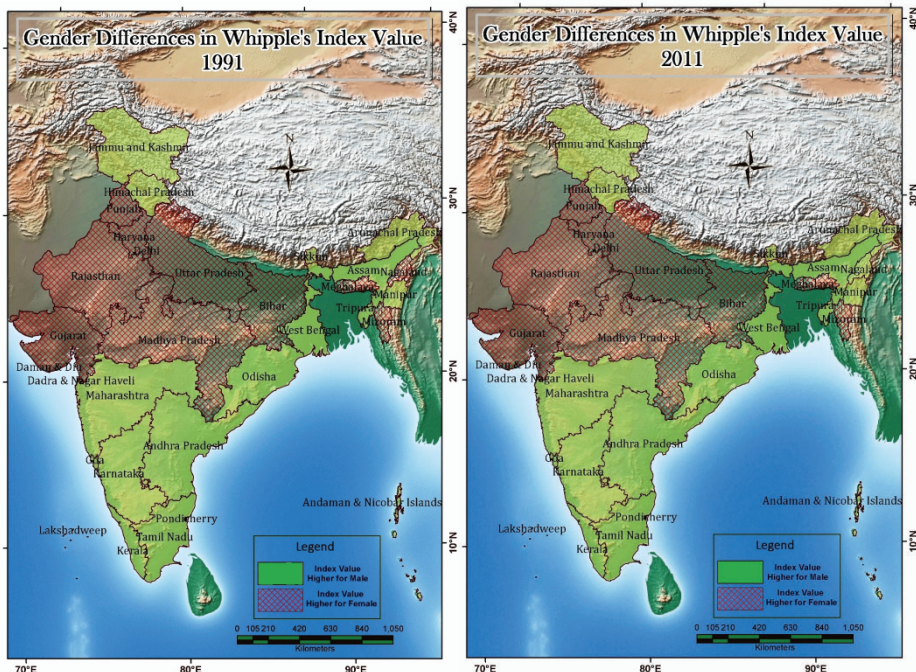 Gender Differences in Whipple's Index Value
1991
40°N
30°N
20°N
10°N
N
Jammu and Kashmir
Himachal Pradesh
Punjab
Haryana
Delhi
Rajasthan
Uttar Pradesh
Sikkim
Arunachal Pradesh
Assam
Nagaland
Meghalaya
Manipur
Bihar
Tripura
Mizoram
West Bengal
Gujarat
Madhya Pradesh
Daman & Diu
Dadra & Nagar Haveli
Odisha
Maharashtra
Andhra Pradesh
Goa
Karnataka
Andaman & Nicobar Islands
Pondicherry
Lakshadweep
Tamil Nadu
Kerala
Legend
Index Value
Higher for Male
Index Value
Higher for Female
0 105 210 420 630 840 1,050
Kilometers
70°E 80°E 90°E
Gender Differences in Whipple's Index Value
2011
40°N
30°N
20°N
10°N
N
Jammu and Kashmir
Himachal Pradesh
Punjab
Haryana
Delhi
Rajasthan
Uttar Pradesh
Sikkim
Arunachal Pradesh
Assam
Nagaland
Meghalaya
Manipur
Bihar
Tripura
Mizoram
West Bengal
Gujarat
Madhya Pradesh
Daman & Diu
Dadra & Nagar Haveli
Odisha
Maharashtra
Andhra Pradesh
Goa
Karnataka
Andaman & Nicobar Islands
Pondicherry
Lakshadweep
Tamil Nadu
Kerala
Legend
Index Value
Higher for Male
Index Value
Higher for Female
0 105 210 420 630 840 1,050
Kilometers
70°E 80°E 90°E